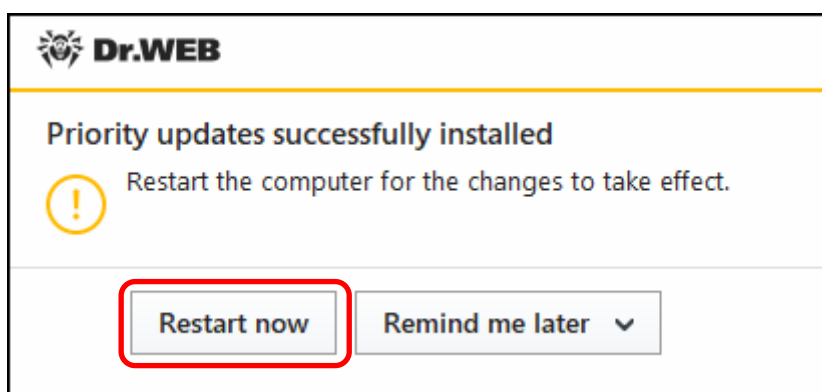 Dr.WEB
Priority updates successfully installed
Restart the computer for the changes to take effect.
Restart now
Remind me later